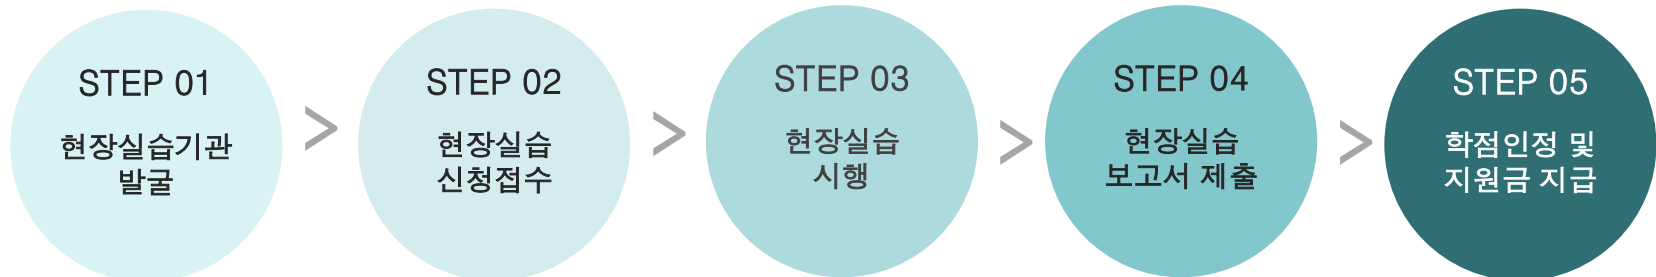 STEP 01
현장실습기관
발굴
STEP 02
현장실습
신청접수
STEP 03
현장실습
시행
STEP 04
현장실습
보고서 제출
STEP 05
학점인정 및
지원금 지급